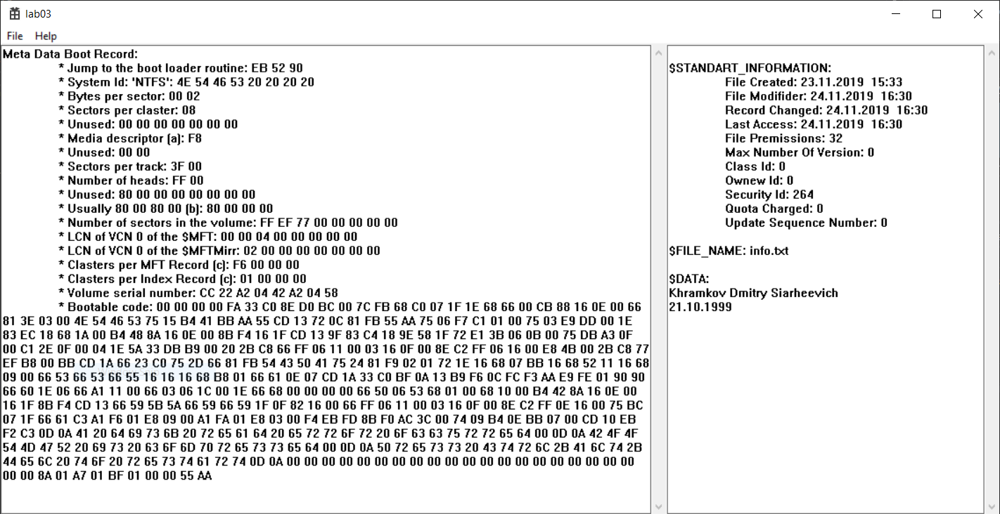 lab03
File Help
Meta Data Boot Record:
* Jump to the boot loader routine: EB 52 90
* System Id: 'NTFS': 4E 54 46 53 20 20 20 20
* Bytes per sector: 00 02
* Sectors per claster: 08
* Unused: 00 00 00 00 00 00 00
* Media descriptor (a): F8
* Unused: 00 00
* Sectors per track: 3F 00
* Number of heads: FF 00
* Unused: 80 00 00 00 00 00 00 00
* Usually 80 00 80 00 (b): 80 00 00 00
* Number of sectors in the volume: FF EF 77 00 00 00 00 00
* LCN of VCN 0 of the $MFT: 00 00 04 00 00 00 00 00
* LCN of VCN 0 of the $MFTMirr: 02 00 00 00 00 00 00 00
* Clasters per MFT Record (c): F6 00 00 00
* Clasters per Index Record (c): 01 00 00 00
* Volume serial number: CC 22 A2 04 42 A2 04 58
* Bootable code: 00 00 00 00 FA 33 C0 8E D0 BC 00 7C FB 68 C0 07 1F 1E 68 66 00 CB 88 16 0E 00 66
81 3E 03 00 4E 54 46 53 75 15 B4 41 BB AA 55 CD 13 72 0C 81 FB 55 AA 75 06 F7 C1 01 00 75 03 E9 DD 00 1E
83 EC 18 68 1A 00 B4 48 8A 16 0E 00 8B F4 16 1F CD 13 9F 83 C4 18 9E 58 1F 72 E1 3B 06 0B 00 75 DB A3 0F
00 C1 2E 0F 00 04 1E 5A 33 DB B9 00 20 2B C8 66 FF 06 11 00 03 16 0F 00 8E C2 FF 06 16 00 E8 4B 00 2B C8 77
EF B8 00 BB CD 1A 66 23 C0 75 2D 66 81 FB 54 43 50 41 75 24 81 F9 02 01 72 1E 16 68 07 BB 16 68 52 11 16 68
09 00 66 53 66 53 66 55 16 16 16 68 B8 01 66 61 0E 07 CD 1A 33 C0 BF 0A 13 B9 F6 0C FC F3 AA E9 FE 01 90 90
66 60 1E 06 66 A1 11 00 66 03 06 1C 00 1E 66 68 00 00 00 00 66 50 06 53 68 01 00 68 10 00 B4 42 8A 16 0E 00
16 1F 8B F4 CD 13 66 59 5B 5A 66 59 66 59 1F 0F 82 16 00 66 FF 06 11 00 03 16 0F 00 8E C2 FF 0E 16 00 75 BC
07 1F 66 61 C3 A1 F6 01 E8 09 00 A1 FA 01 E8 03 00 F4 EB FD 8B F0 AC 3C 00 74 09 B4 0E BB 07 00 CD 10 EB
F2 C3 0D 0A 41 20 64 69 73 6B 20 72 65 61 64 20 65 72 72 6F 72 20 6F 63 63 75 72 72 65 64 00 0D 0A 42 4F 4F
54 4D 47 52 20 69 73 20 63 6F 6D 70 72 65 73 73 65 64 00 0D 0A 50 72 65 73 73 20 43 74 72 6C 2B 41 6C 74 2B
44 65 6C 20 74 6F 20 72 65 73 74 61 72 74 0D 0A 00 00 00 00 00 00 00 00 00 00 00 00 00 00 00 00 00 00 00 00
00 00 8A 01 A7 01 BF 01 00 00 55 AA
$STANDART_INFORMATION:
File Created: 23.11.2019 15:33
File Modifider: 24.11.2019 16:30
Record Changed: 24.11.2019 16:30
Last Access: 24.11.2019 16:30
File Premissions: 32
Max Number Of Version: 0
Class Id: 0
Ownew Id: 0
Security Id: 264
Quota Charged: 0
Update Sequence Number: 0
$FILE_NAME: info.txt
$DATA:
Khramkov Dmitry Siarheevich
21.10.1999